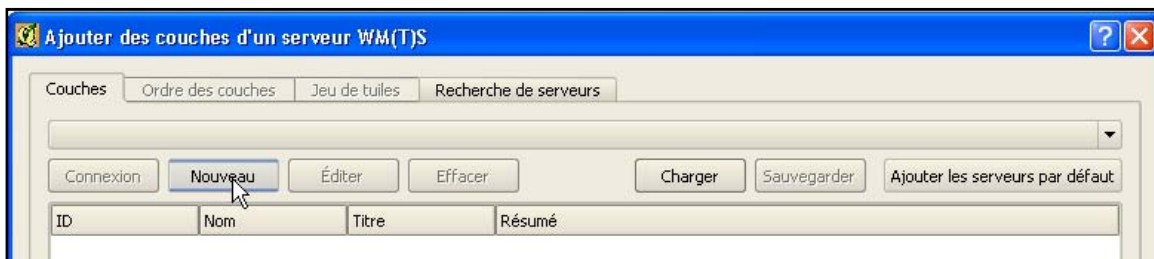 Ajouter des couches d'un serveur WM(T)S
Couches Ordre des couches Jeu de tuiles Recherche de serveurs
Connexion Nouveau Éditer Effacer Charger Sauvegarder Ajouter les serveurs par défaut
ID Nom Titre Résumé